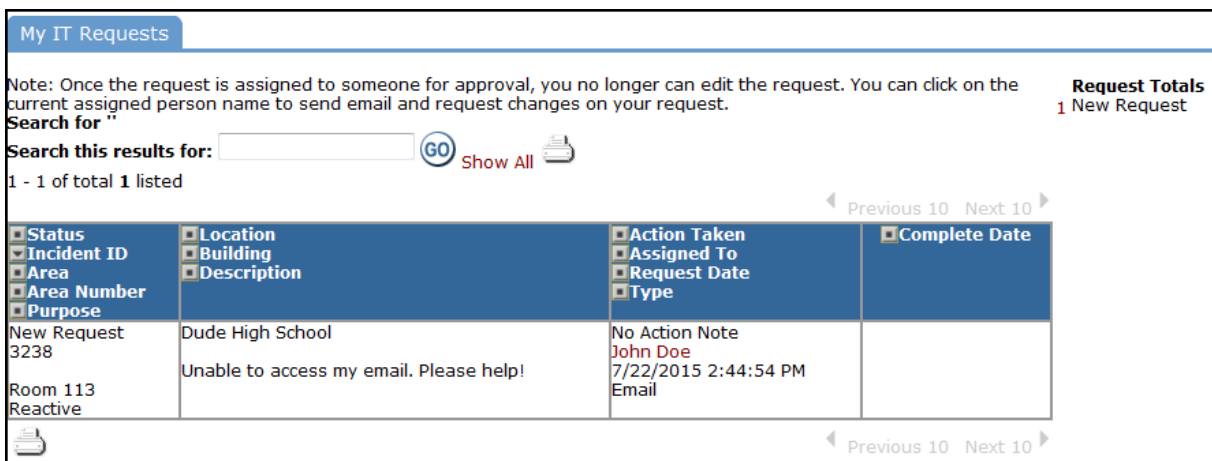 My IT Requests
Note: Once the request is assigned to someone for approval, you no longer can edit the request. You can click on the
current assigned person name to send email and request changes on your request.
Request Totals
1 New Request
Search for ''
Search this results for: GO Show All
1 - 1 of total 1 listed
Previous 10 Next 10
Status
Incident ID
Area
Area Number
Purpose
Location
Building
Description
Action Taken
Assigned To
Request Date
Type
Complete Date
New Request
3238
Room 113
Reactive
Dude High School
Unable to access my email. Please help!
No Action Note
John Doe
7/22/2015 2:44:54 PM
Email
Previous 10 Next 10